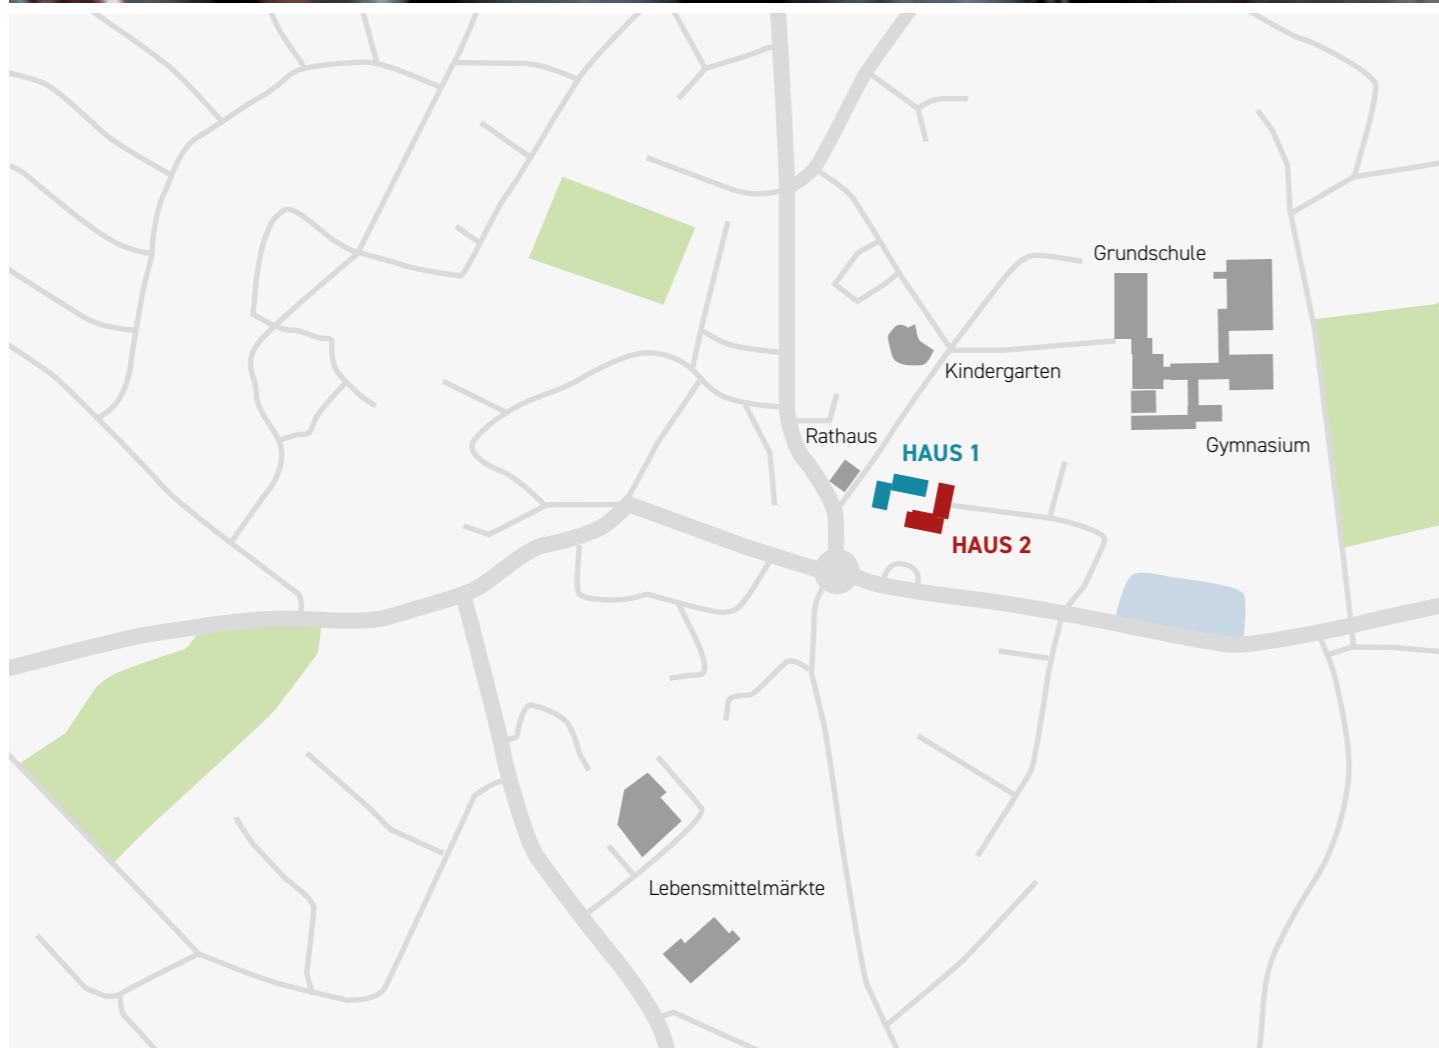 Grundschule
Kindergarten
Rathaus
HAUS 1
Gymnasium
HAUS 2
Lebensmittelmärkte